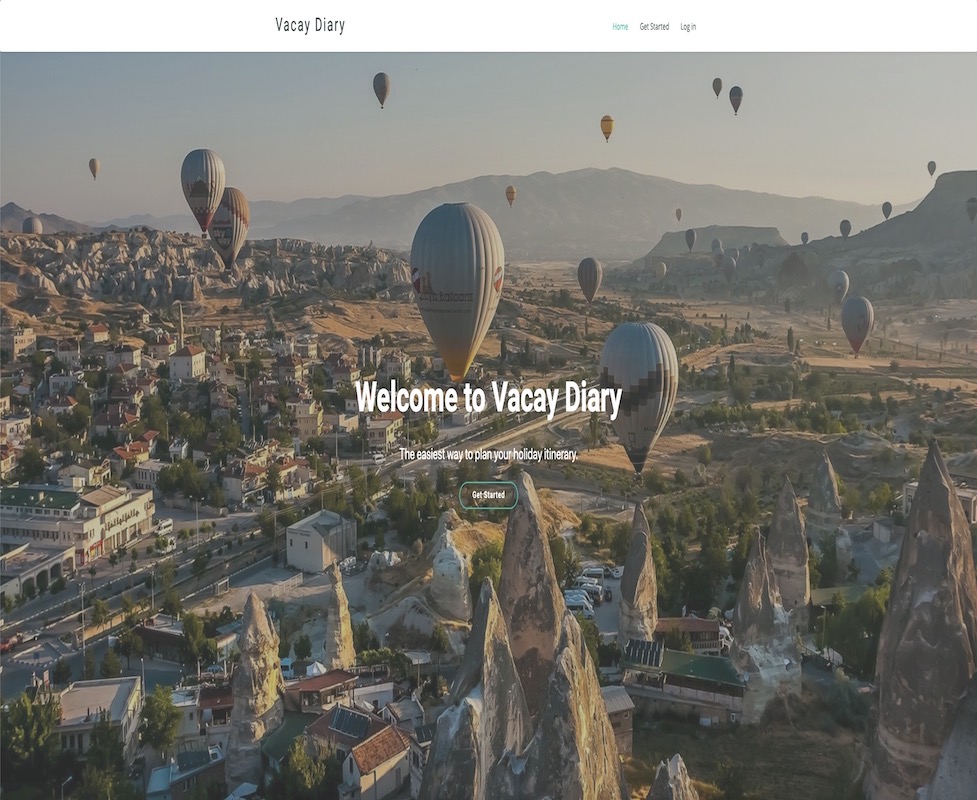 Vacay Diary
Home Get Started Log in
Welcome to Vacay Diary
The easiest way to plan your holiday itinerary.
Get Started